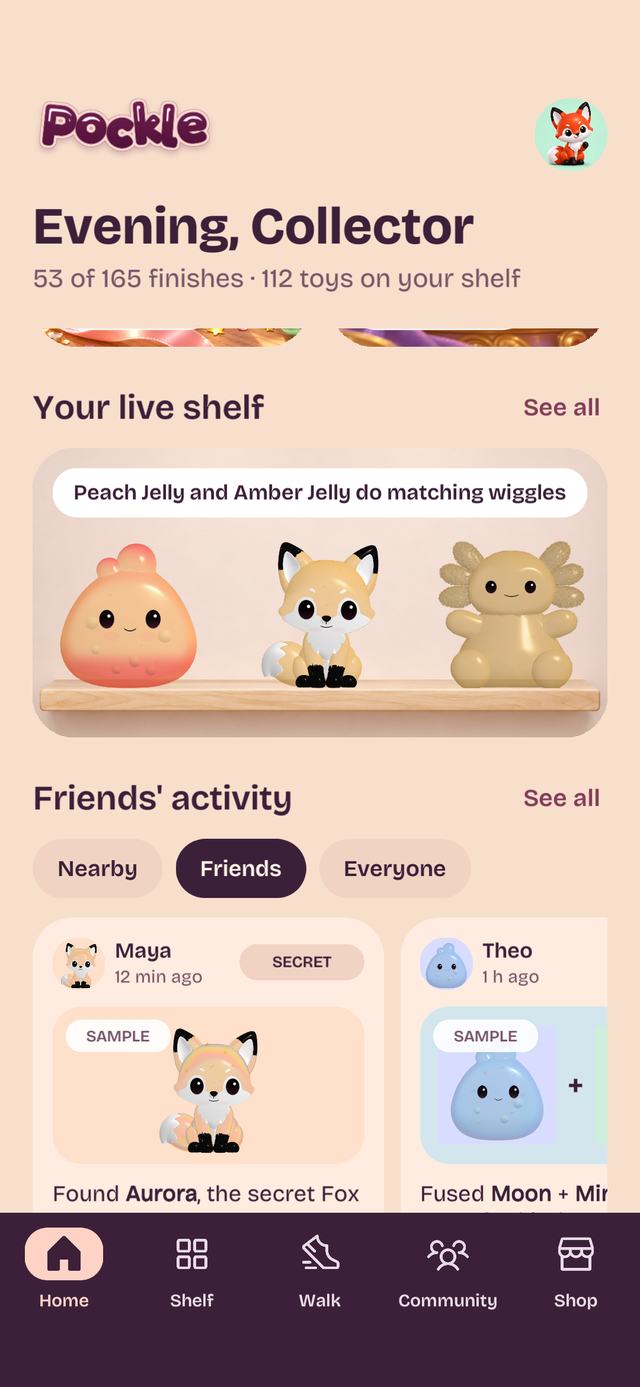 Pockle
Evening, Collector
53 of 165 finishes · 112 toys on your shelf
Your live shelf
See all
Peach Jelly and Amber Jelly do matching wiggles
Friends' activity
See all
Nearby
Friends
Everyone
Maya
12 min ago
SECRET
SAMPLE
Found Aurora, the secret Fox
Theo
1 h ago
SAMPLE
+
Fused Moon +
Home
Shelf
Walk
Community
Shop